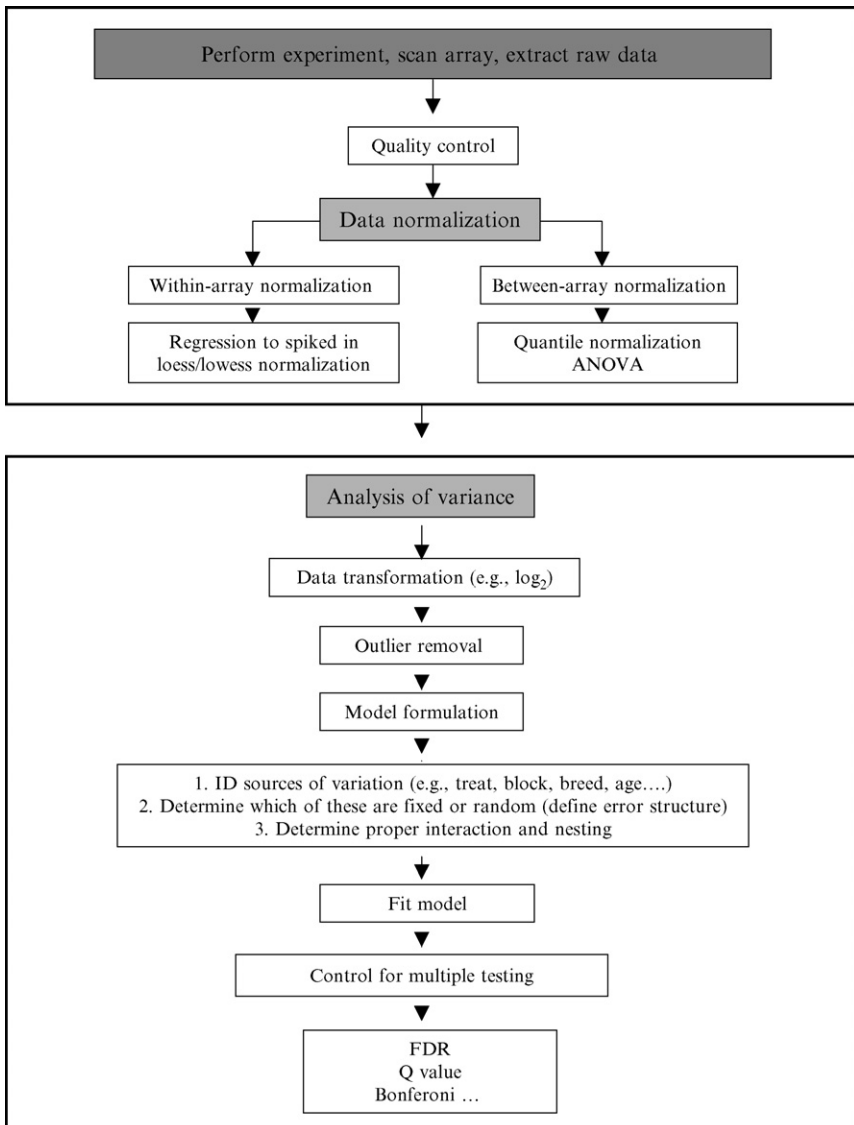 Perform experiment, scan array, extract raw data
Quality control
Data normalization
Within-array normalization
Between-array normalization
Regression to spiked in
loess/lowess normalization
Quantile normalization
ANOVA
Analysis of variance
Data transformation (e.g., log₂)
Outlier removal
Model formulation
1. ID sources of variation (e.g., treat, block, breed, age….)
2. Determine which of these are fixed or random (define error structure)
3. Determine proper interaction and nesting
Fit model
Control for multiple testing
FDR
Q value
Bonferoni …